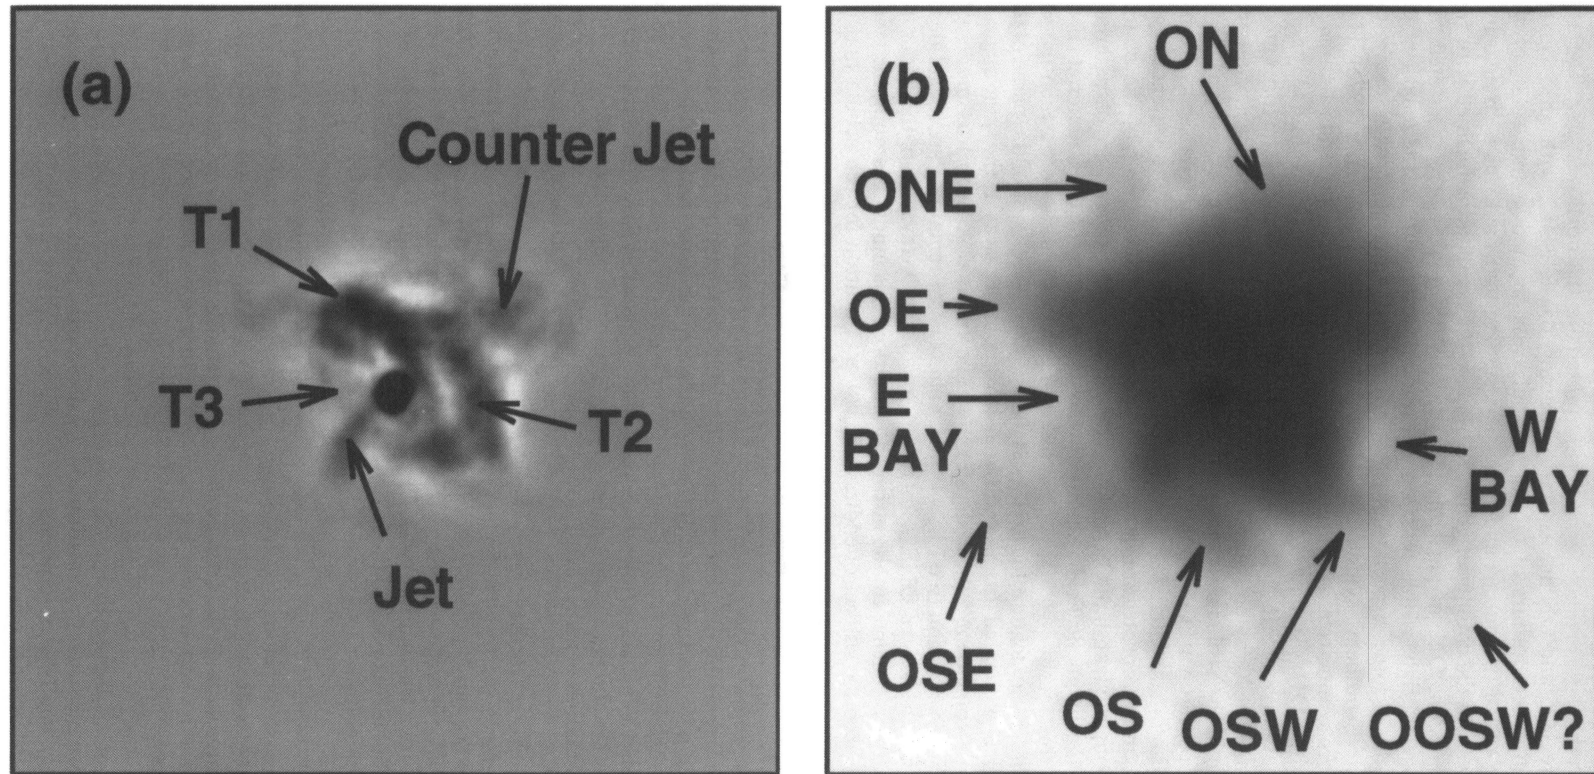 (a)
Counter Jet
T1
T3
T2
Jet
(b)
ON
ONE
OE
E
BAY
W
BAY
OSE
OS
OSW
OOSW?